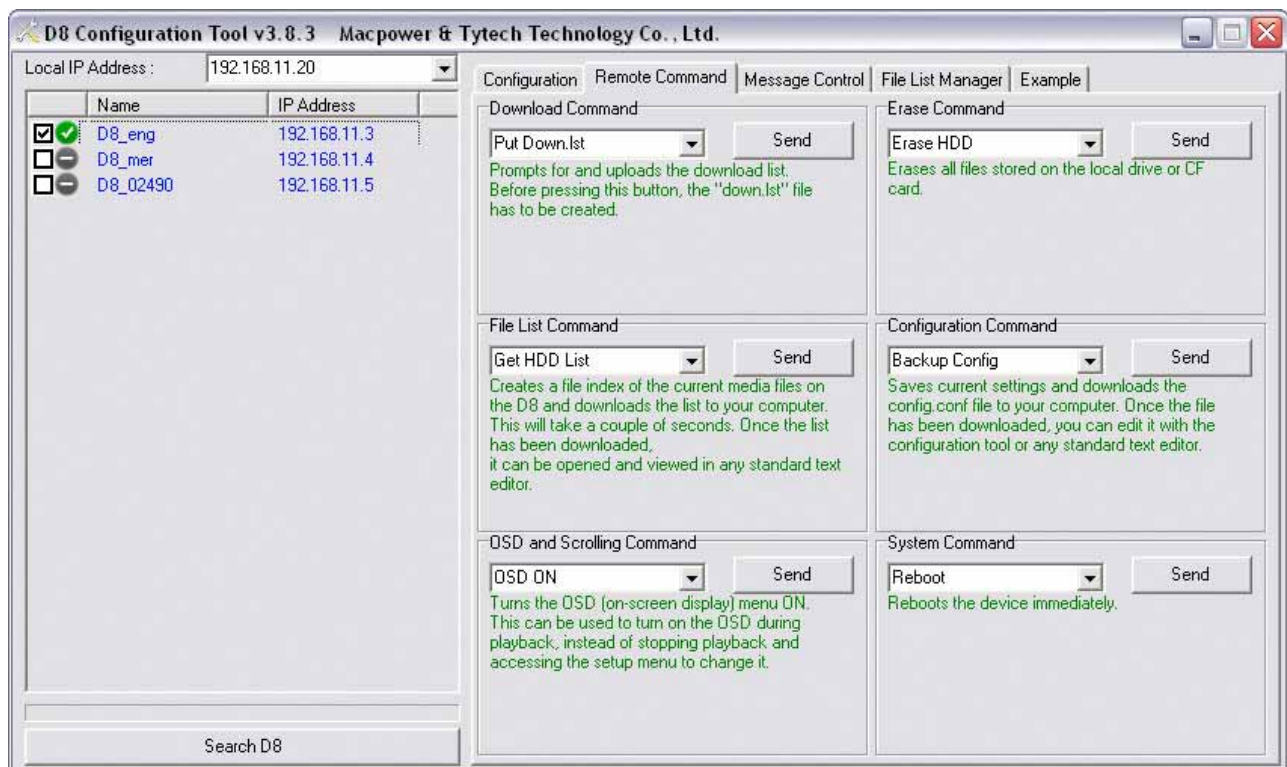 D8 Configuration Tool v3.8.3 Macpower & Tytech Technology Co., Ltd.
Local IP Address : 192.168.11.20
Name IP Address
D8_eng 192.168.11.3
D8_mer 192.168.11.4
D8_02490 192.168.11.5
Search D8
Configuration Remote Command Message Control File List Manager Example
Download Command
Put Down.lst Send
Prompts for and uploads the download list.
Before pressing this button, the "down.lst" file
has to be created.
Erase Command
Erase HDD Send
Erases all files stored on the local drive or CF
card.
File List Command
Get HDD List Send
Creates a file index of the current media files on
the D8 and downloads the list to your computer.
This will take a couple of seconds. Once the list
has been downloaded,
it can be opened and viewed in any standard text
editor.
Configuration Command
Backup Config Send
Saves current settings and downloads the
config.conf file to your computer. Once the file
has been downloaded, you can edit it with the
configuration tool or any standard text editor.
OSD and Scrolling Command
OSD ON Send
Turns the OSD (on-screen display) menu ON.
This can be used to turn on the OSD during
playback, instead of stopping playback and
accessing the setup menu to change it.
System Command
Reboot Send
Reboots the device immediately.